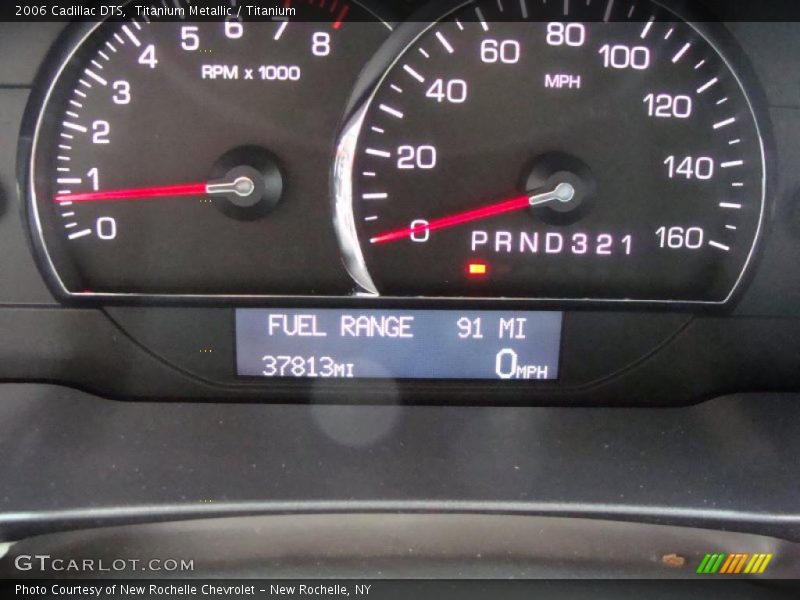 2006 Cadillac DTS, Titanium Metallic / Titanium
0 1 2 3 4 5 6 7 8
RPM x 1000
0 20 40 60 80 100 120 140 160
MPH
PRND321
FUEL RANGE 91 MI
37813MI 0MPH
GTCARLOT.COM
Photo Courtesy of New Rochelle Chevrolet - New Rochelle, NY